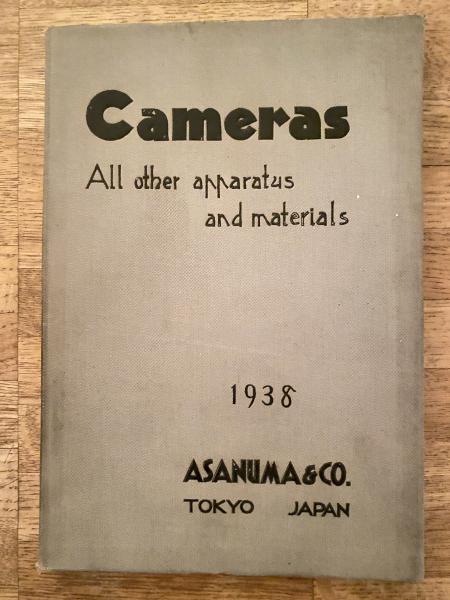 Cameras
All other apparatus
and materials
1938
ASANUMA & CO.
TOKYO JAPAN